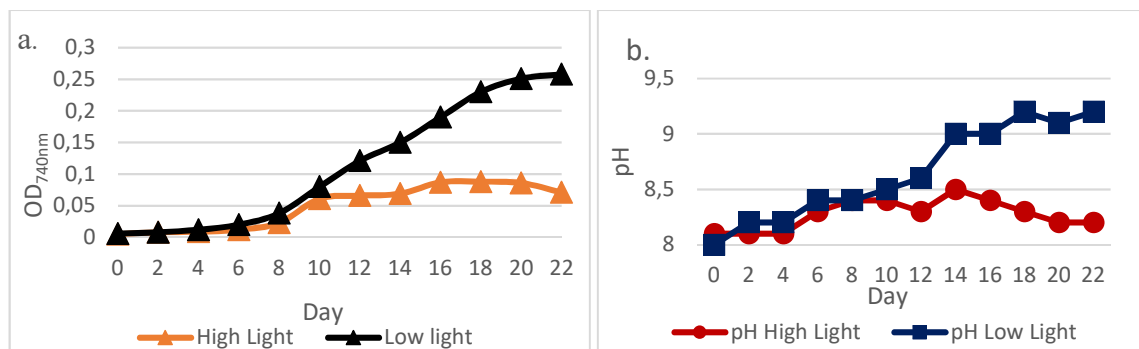 a.
0,3
0,25
0,2
0,15
0,1
0,05
0
OD740nm
0 2 4 6 8 10 12 14 16 18 20 22
Day
High Light Low light
b.
9,5
9
8,5
8
pH
0 2 4 6 8 10 12 14 16 18 20 22
Day
pH High Light pH Low Light